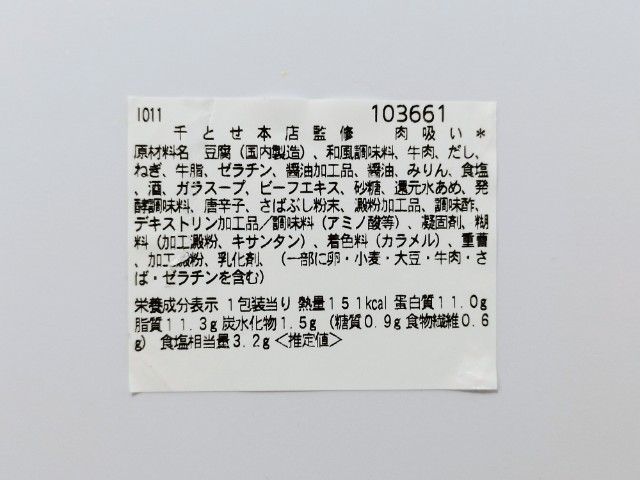 I011 103661
千とせ本店監修 肉吸い*
原材料名 豆腐(国内製造)、和風調味料、牛肉、だし、
ねぎ、牛脂、ゼラチン、醤油加工品、醤油、みりん、食塩
、酒、ガラスープ、ビーフエキス、砂糖、還元水あめ、発
酵調味料、唐辛子、さばぶし粉末、澱粉加工品、調味酢、
デキストリン加工品/調味料(アミノ酸等)、凝固剤、糊
料(加工澱粉、キサンタン)、着色料(カラメル)、重曹
、加工澱粉、乳化剤、(一部に卵・小麦・大豆・牛肉・さ
ば・ゼラチンを含む)
栄養成分表示 1包装当り 熱量151kcal 蛋白質11.0g
脂質11.3g 炭水化物1.5g (糖質0.9g 食物繊維0.6
g) 食塩相当量3.2g <推定値>